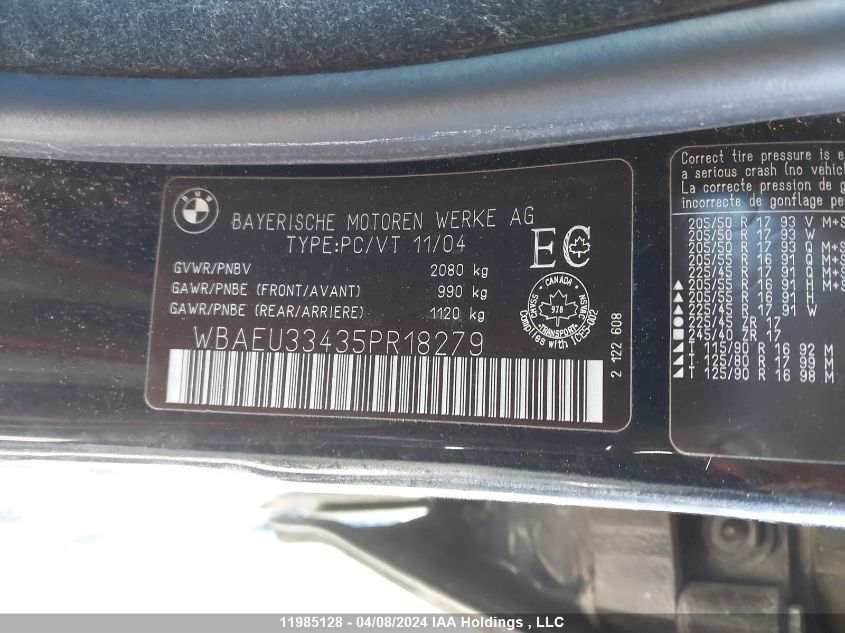 BMW
BAYERISCHE MOTOREN WERKE AG
TYPE:PC/VT 11/04
GVWR/PNBV 2080 kg
GAWR/PNBE (FRONT/AVANT) 990 kg
GAWR/PNBE (REAR/ARRIERE) 1120 kg
WBAEU33435PR18279
EC
CANADA
978
TRANSPORT
Complies with ICES-002
2 122 608
Correct tire pressure is e
a serious crash (no vehic
La correcte pression de g
incorrecte de gonflage pe
205/50 R 17 93 V M+S
205/50 R 17 93 W
205/50 R 17 93 Q M+S
205/55 R 16 91 Q M+S
225/45 R 17 91 Q M+S
205/55 R 16 91 H M+S
205/55 R 16 91 H
225/45 R 17 91 W
225/45 ZR 17
245/40 ZR 17
T 115/90 R 16 92 M
T 125/80 R 17 99 M
T 125/90 R 16 98 M
11985128 - 04/08/2024 IAA Holdings , LLC